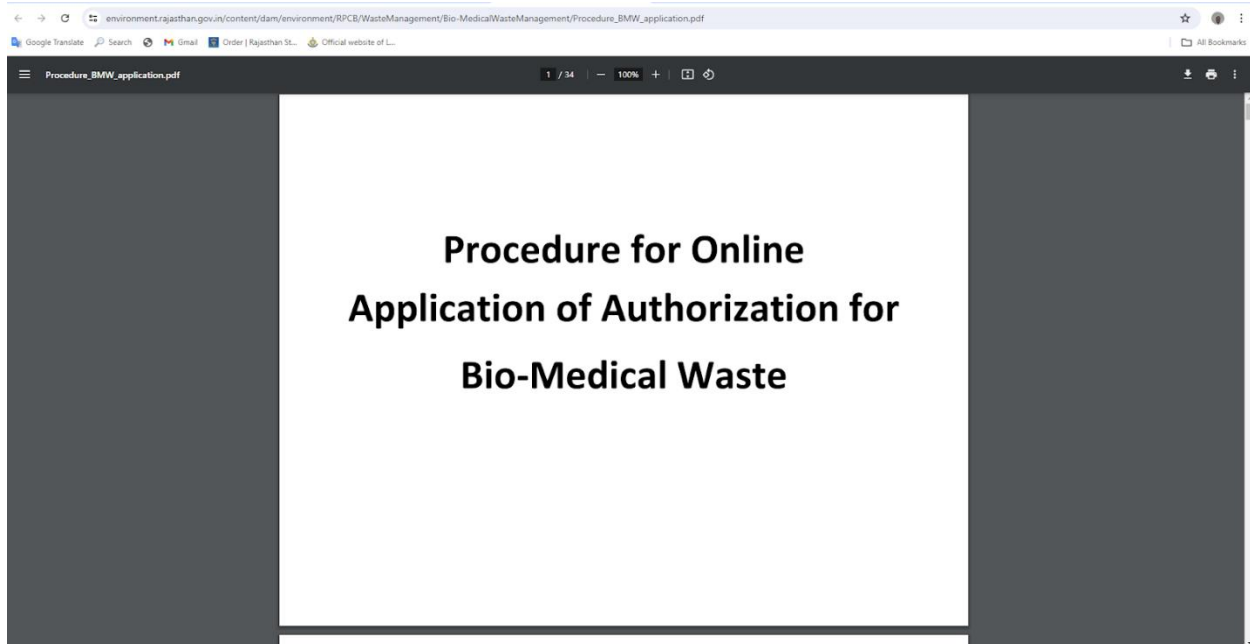 environment.rajasthan.gov.in/content/dam/environment/RPCB/WasteManagement/Bio-MedicalWasteManagement/Procedure_BMW_application.pdf
Google Translate Search Gmail Order | Rajasthan St... Official website of L... All Bookmarks
Procedure_BMW_application.pdf 1 / 34 100%
Procedure for Online
Application of Authorization for
Bio-Medical Waste